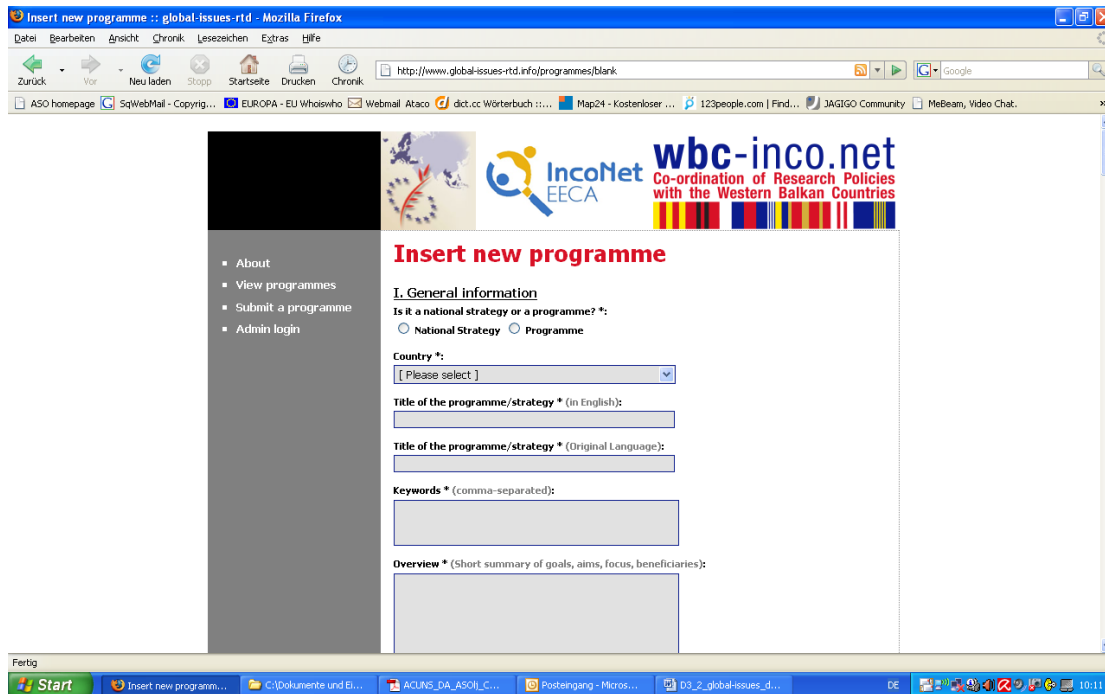 Insert new programme :: global-issues-rtd - Mozilla Firefox
Datei Bearbeiten Ansicht Chronik Lesezeichen Extras Hilfe
Zurück Vor Neu laden Stopp Startseite Drucken Chronik
http://www.global-issues-rtd.info/programmes/blank
G Google
ASO homepage SqWebMail - Copyrig... EUROPA - EU Whoiswho Webmail Ataco dict.cc Wörterbuch ::... Map24 - Kostenloser ... 123people.com | Find... JAGIGO Community MeBeam, Video Chat. »
IncoNet
EECA
wbc-inco.net
Co-ordination of Research Policies
with the Western Balkan Countries
About
View programmes
Submit a programme
Admin login
Insert new programme
I. General information
Is it a national strategy or a programme? *:
National Strategy Programme
Country *:
[ Please select ]
Title of the programme/strategy * (in English):
Title of the programme/strategy * (Original Language):
Keywords * (comma-separated):
Overview * (Short summary of goals, aims, focus, beneficiaries):
Fertig
Start Insert new programm... C:\Dokumente und Ei... ACUNS_DA_ASOlj_C... Posteingang - Micros... D3_2_global-issues_d... DE 10:11